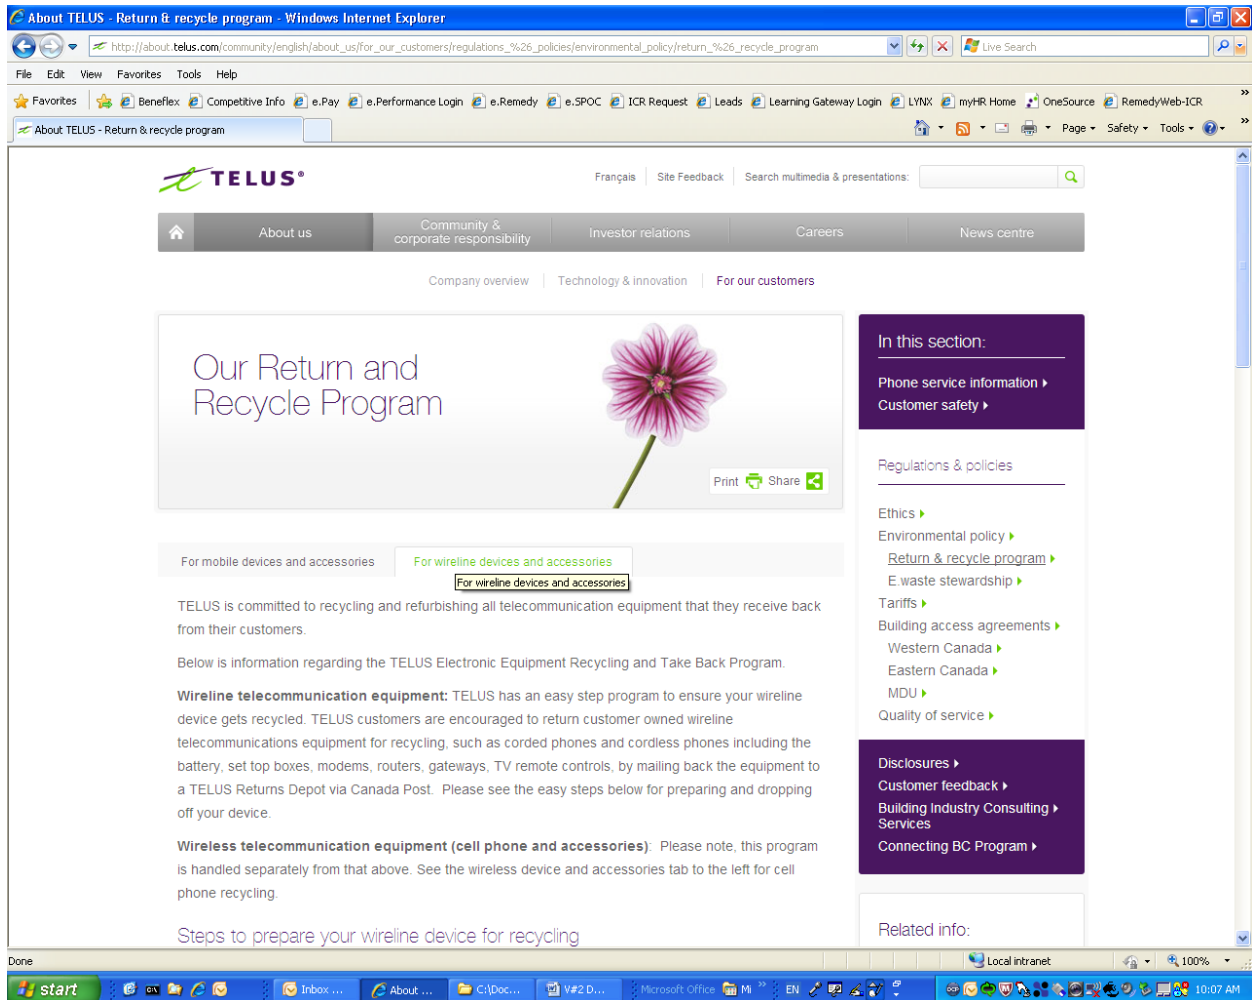 About TELUS - Return & recycle program - Windows Internet Explorer
http://about.telus.com/community/english/about_us/for_our_customers/regulations_%26_policies/environmental_policy/return_%26_recycle_program
Live Search
File Edit View Favorites Tools Help
Favorites Beneflex Competitive Info e.Pay e.Performance Login e.Remedy e.SPOC ICR Request Leads Learning Gateway Login LYNX myHR Home OneSource RemedyWeb-ICR »
About TELUS - Return & recycle program
Page Safety Tools »
TELUS®
Français Site Feedback Search multimedia & presentations:
About us
Community & corporate responsibility
Investor relations
Careers
News centre
Company overview Technology & innovation For our customers
Our Return and
Recycle Program
Print Share
For mobile devices and accessories For wireline devices and accessories
For wireline devices and accessories
TELUS is committed to recycling and refurbishing all telecommunication equipment that they receive back
from their customers.
Below is information regarding the TELUS Electronic Equipment Recycling and Take Back Program.
Wireline telecommunication equipment: TELUS has an easy step program to ensure your wireline
device gets recycled. TELUS customers are encouraged to return customer owned wireline
telecommunications equipment for recycling, such as corded phones and cordless phones including the
battery, set top boxes, modems, routers, gateways, TV remote controls, by mailing back the equipment to
a TELUS Returns Depot via Canada Post. Please see the easy steps below for preparing and dropping
off your device.
Wireless telecommunication equipment (cell phone and accessories): Please note, this program
is handled separately from that above. See the wireless device and accessories tab to the left for cell
phone recycling.
Steps to prepare your wireline device for recycling
In this section:
Phone service information
Customer safety
Regulations & policies
Ethics
Environmental policy
Return & recycle program
E.waste stewardship
Tariffs
Building access agreements
Western Canada
Eastern Canada
MDU
Quality of service
Disclosures
Customer feedback
Building Industry Consulting
Services
Connecting BC Program
Related info:
Done
Local intranet
100%
start
Inbox ...
About ...
C:\Doc...
V#2 D...
Microsoft Office
Mi »
EN
10:07 AM